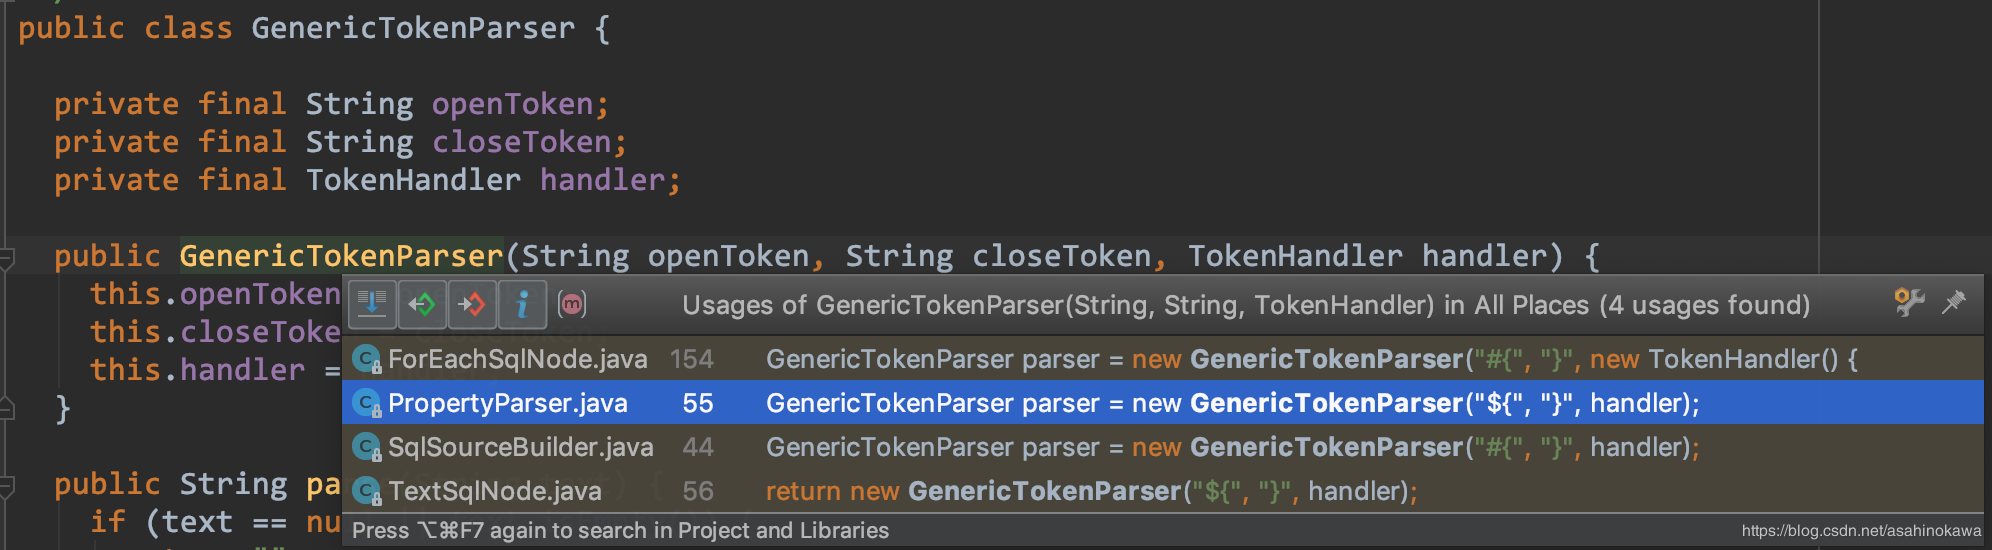 public class GenericTokenParser {
private final String openToken;
private final String closeToken;
private final TokenHandler handler;
public GenericTokenParser(String openToken, String closeToken, TokenHandler handler) {
this.openToken
Usages of GenericTokenParser(String, String, TokenHandler) in All Places (4 usages found)
this.closeToke
this.handler =
ForEachSqlNode.java 154 GenericTokenParser parser = new GenericTokenParser("#{", "}", new TokenHandler() {
PropertyParser.java 55 GenericTokenParser parser = new GenericTokenParser("${", "}", handler);
}
SqlSourceBuilder.java 44 GenericTokenParser parser = new GenericTokenParser("#{", "}", handler);
public String pa
TextSqlNode.java 56 return new GenericTokenParser("${", "}", handler);
if (text == nu
Press ⌥⌘F7 again to search in Project and Libraries
https://blog.csdn.net/asahinokawa